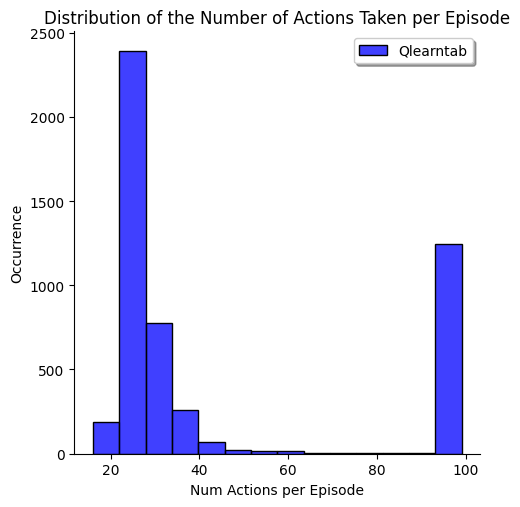 Distribution of the Number of Actions Taken per Episode
Qlearntab
2500
2000
1500
1000
500
0
Occurrence
20
40
60
80
100
Num Actions per Episode